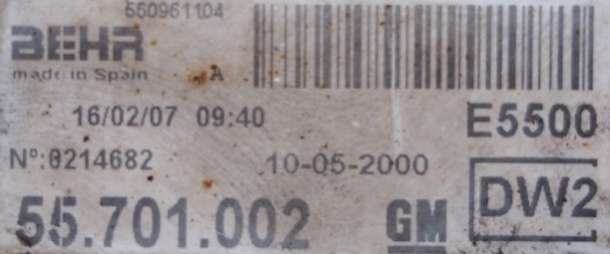 550961104
BEHR
made in Spain A
16/02/07 09:40 E5500
Nº:0214682 10-05-2000
55.701.002 GM DW2